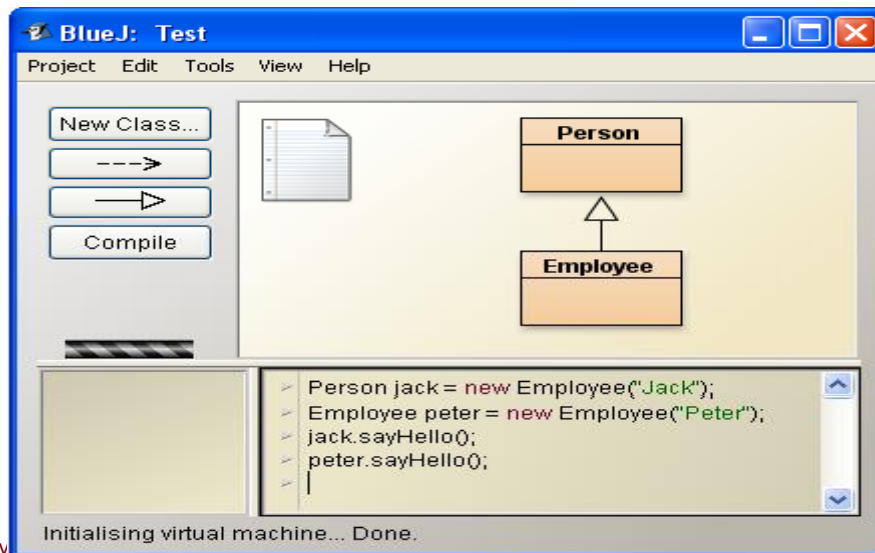 BlueJ: Test
Project Edit Tools View Help
New Class...
Compile
Person
Employee
Person jack = new Employee("Jack");
Employee peter = new Employee("Peter");
jack.sayHello();
peter.sayHello();
Initialising virtual machine... Done.